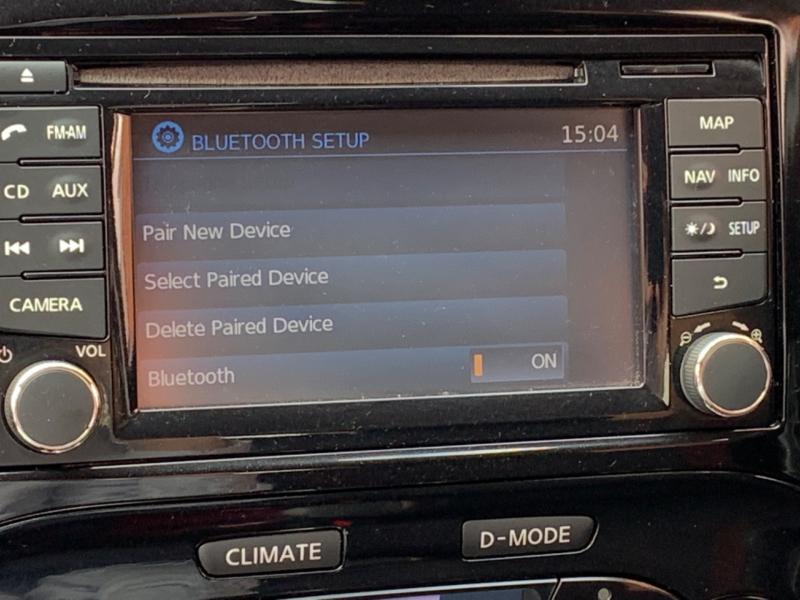 BLUETOOTH SETUP 15:04
Pair New Device
Select Paired Device
Delete Paired Device
Bluetooth ON
FM·AM
CD AUX
CAMERA
VOL
MAP
NAV INFO
SETUP
CLIMATE
D-MODE